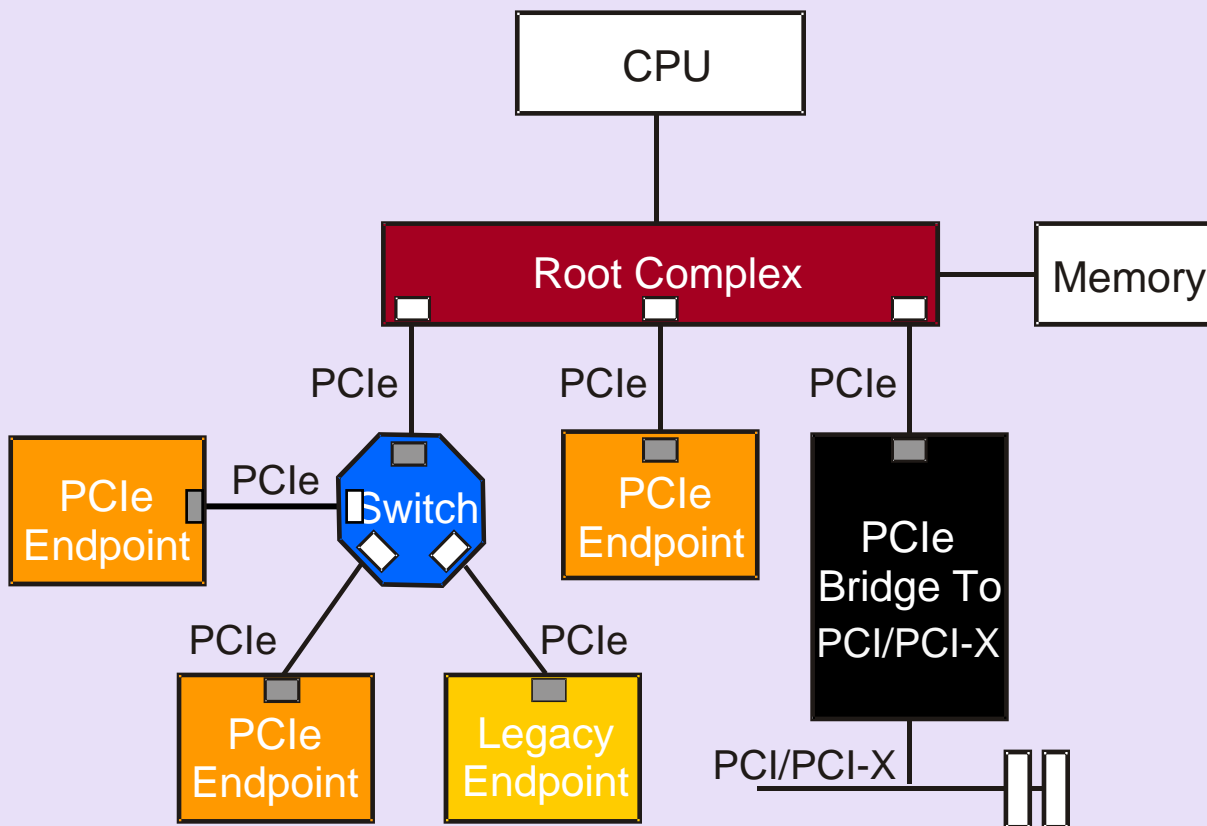 CPU
Root Complex
Memory
PCIe
PCIe
PCIe
PCIe
Endpoint
PCIe
Switch
PCIe
Endpoint
PCIe
Bridge To
PCI/PCI-X
PCIe
PCIe
PCIe
Endpoint
Legacy
Endpoint
PCI/PCI-X